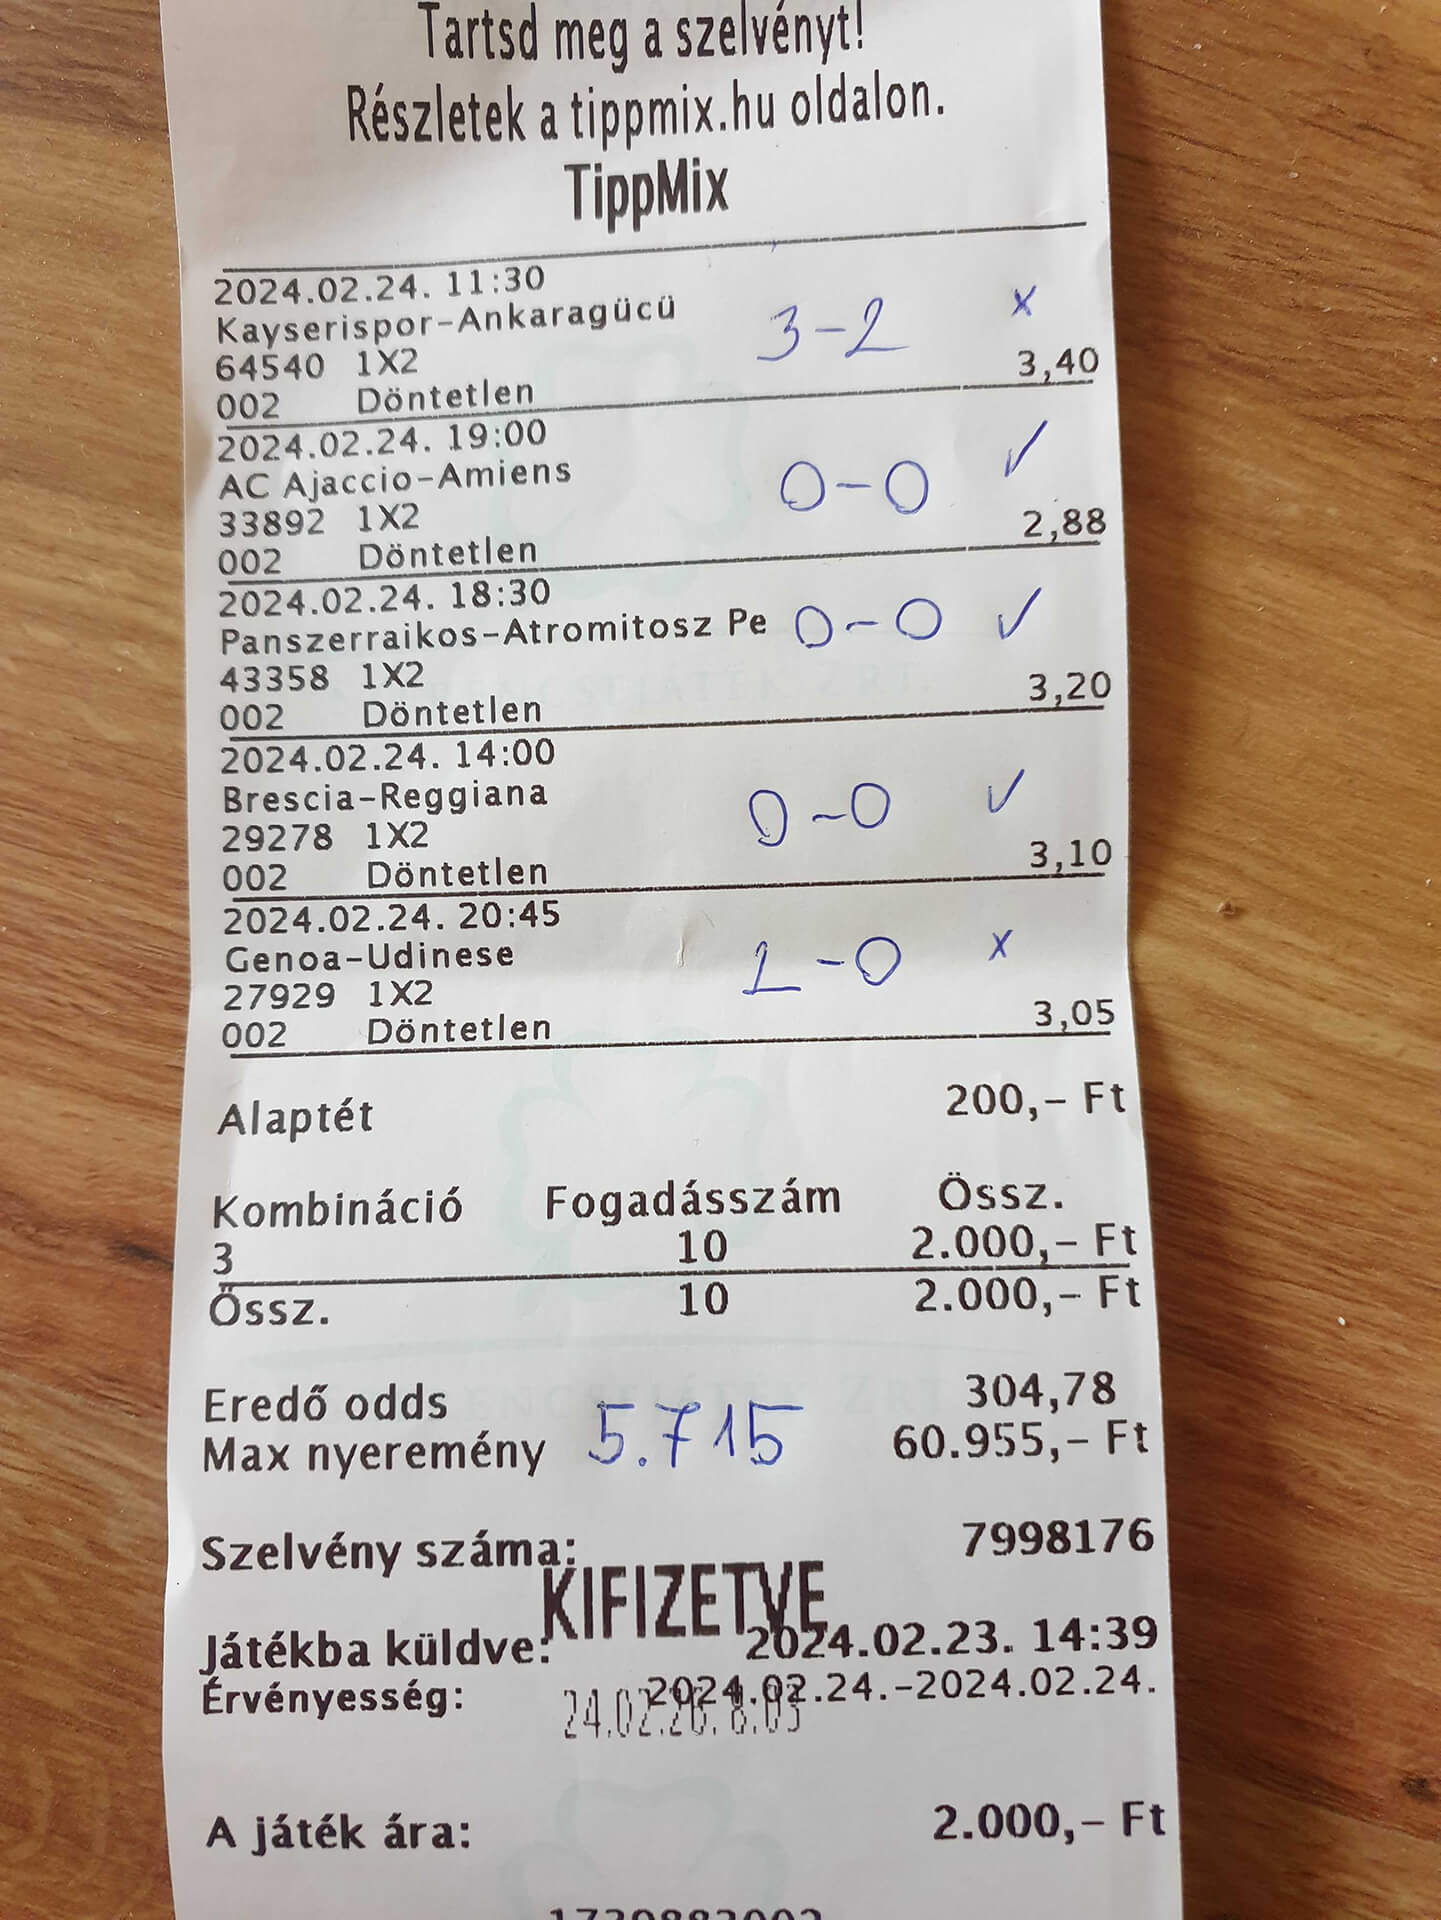 Tartsd meg a szelvényt!
Részletek a tippmix.hu oldalon.
TippMix
2024.02.24. 11:30
Kayserispor-Ankaragücü 3-2 x
64540 1X2 3,40
002 Döntetlen
2024.02.24. 19:00
AC Ajaccio-Amiens 0-0 ✓
33892 1X2 2,88
002 Döntetlen
2024.02.24. 18:30
Panszerraikos-Atromitosz Pe 0-0 ✓
43358 1X2 3,20
002 Döntetlen
2024.02.24. 14:00
Brescia-Reggiana 0-0 ✓
29278 1X2 3,10
002 Döntetlen
2024.02.24. 20:45
Genoa-Udinese 2-0 x
27929 1X2 3,05
002 Döntetlen
Alaptét 200,- Ft
Kombináció Fogadásszám Össz.
3 10 2.000,- Ft
Össz. 10 2.000,- Ft
Eredő odds 304,78
Max nyeremény 5.715 60.955,- Ft
Szelvény száma: 7998176
KIFIZETVE
Játékba küldve: 2024.02.23. 14:39
Érvényesség: 2024.02.24.-2024.02.24.
24.02.26. 8.03
A játék ára: 2.000,- Ft